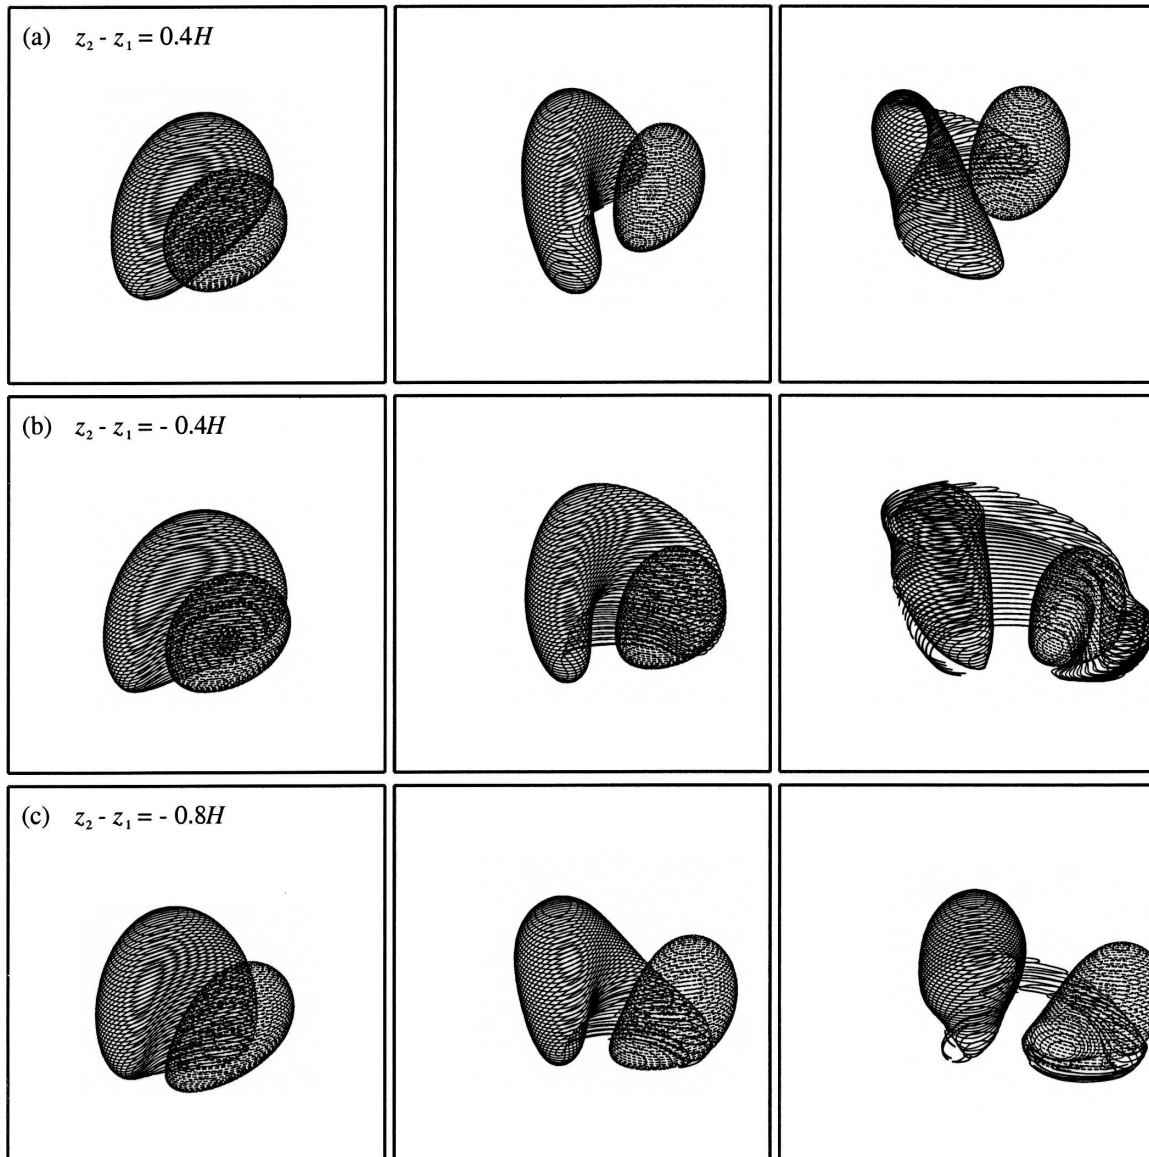 (a) z₂ - z₁ = 0.4H
(b) z₂ - z₁ = - 0.4H
(c) z₂ - z₁ = - 0.8H